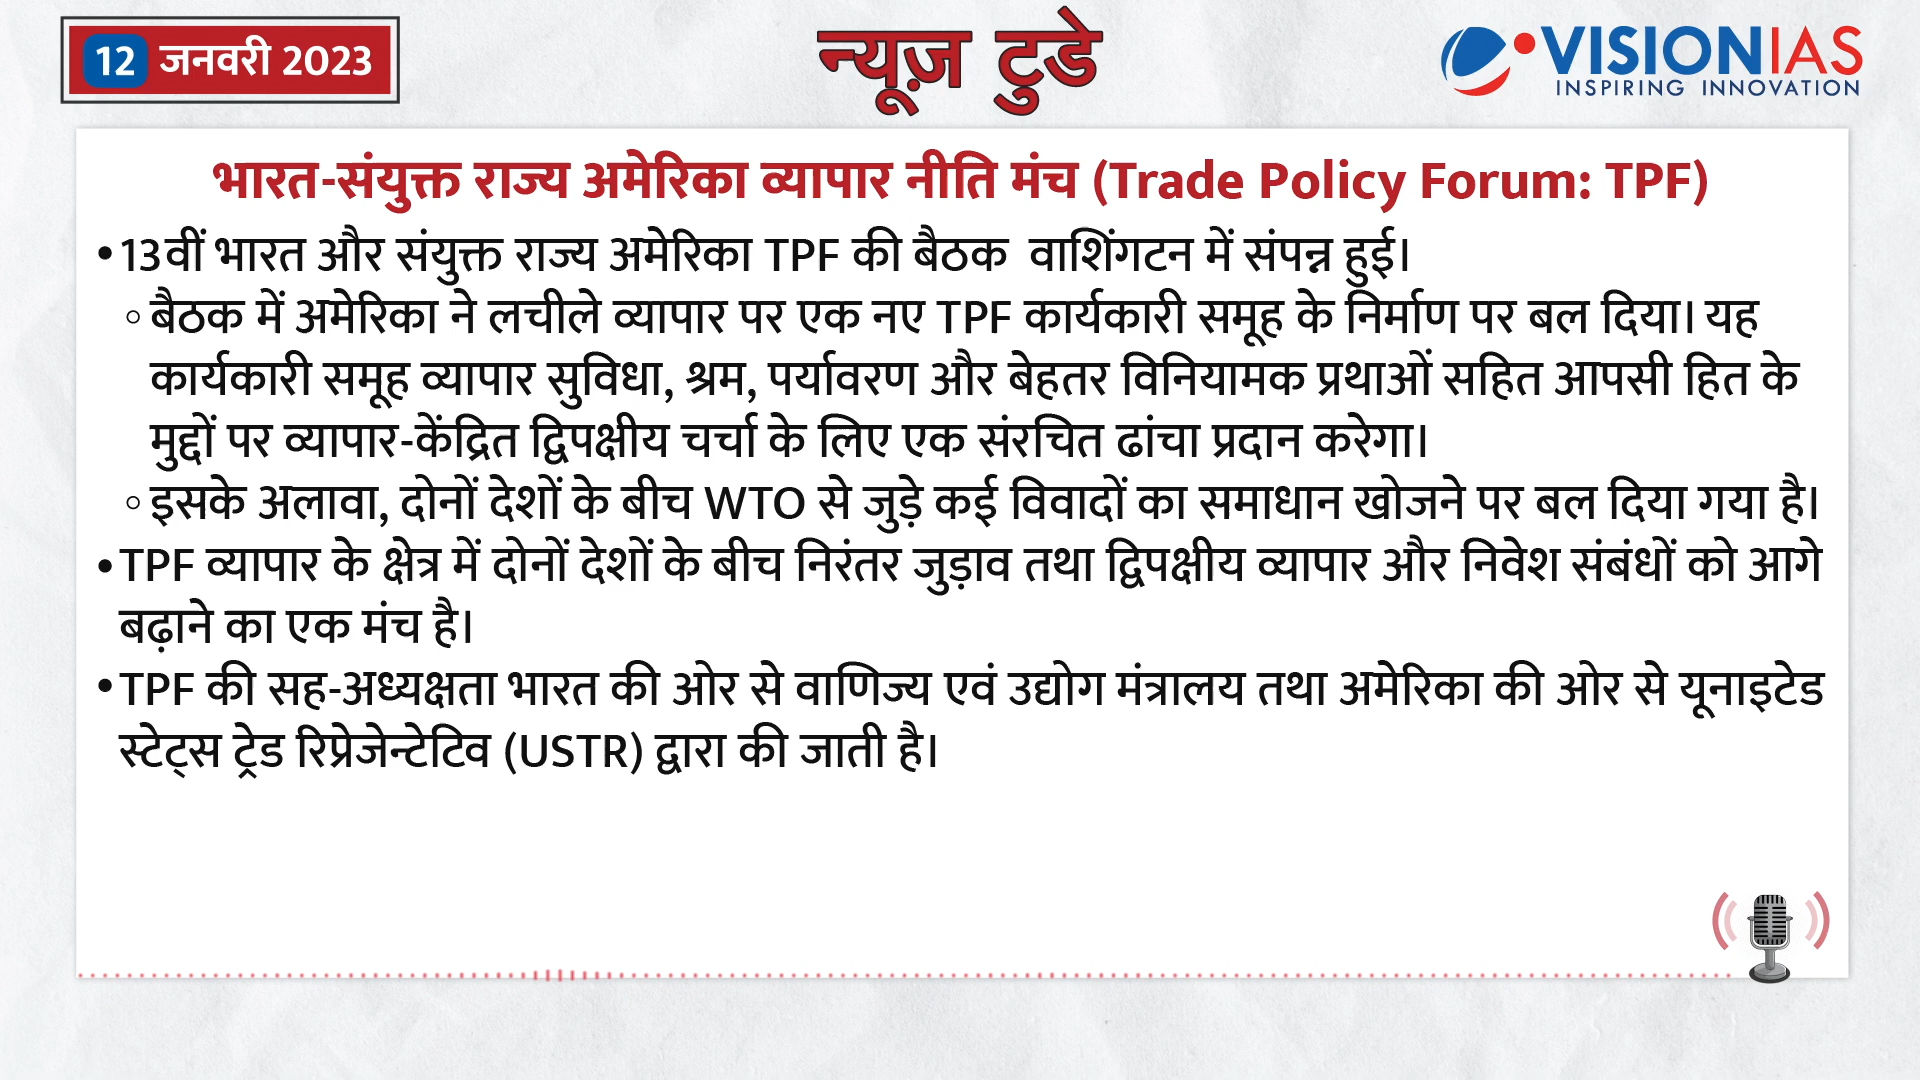 12 जनवरी 2023
न्यूज़ टुडे
VISIONIAS
INSPIRING INNOVATION
भारत-संयुक्त राज्य अमेरिका व्यापार नीति मंच (Trade Policy Forum: TPF)
•13वीं भारत और संयुक्त राज्य अमेरिका TPF की बैठक वाशिंगटन में संपन्न हुई।
◦बैठक में अमेरिका ने लचीले व्यापार पर एक नए TPF कार्यकारी समूह के निर्माण पर बल दिया। यह
कार्यकारी समूह व्यापार सुविधा, श्रम, पर्यावरण और बेहतर विनियामक प्रथाओं सहित आपसी हित के
मुद्दों पर व्यापार-केंद्रित द्विपक्षीय चर्चा के लिए एक संरचित ढांचा प्रदान करेगा।
◦इसके अलावा, दोनों देशों के बीच WTO से जुड़े कई विवादों का समाधान खोजने पर बल दिया गया है।
•TPF व्यापार के क्षेत्र में दोनों देशों के बीच निरंतर जुड़ाव तथा द्विपक्षीय व्यापार और निवेश संबंधों को आगे
बढ़ाने का एक मंच है।
•TPF की सह-अध्यक्षता भारत की ओर से वाणिज्य एवं उद्योग मंत्रालय तथा अमेरिका की ओर से यूनाइटेड
स्टेट्स ट्रेड रिप्रेजेन्टेटिव (USTR) द्वारा की जाती है।